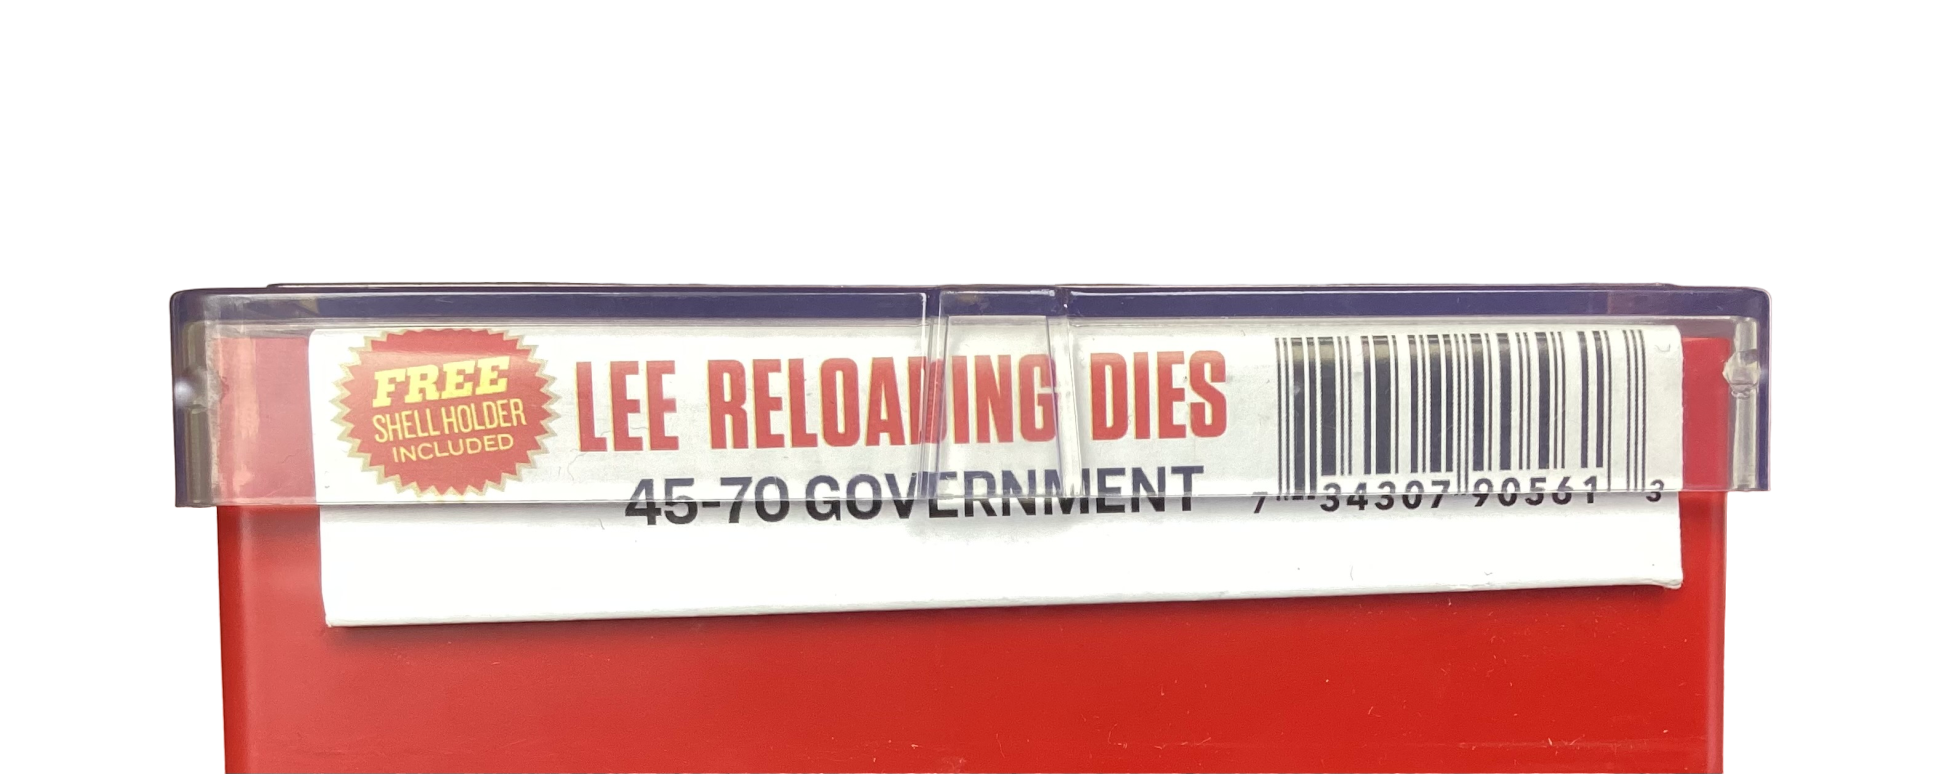 FREE
SHELL HOLDER
INCLUDED
LEE RELOADING DIES
45-70 GOVERNMENT
7 34307 90561 3